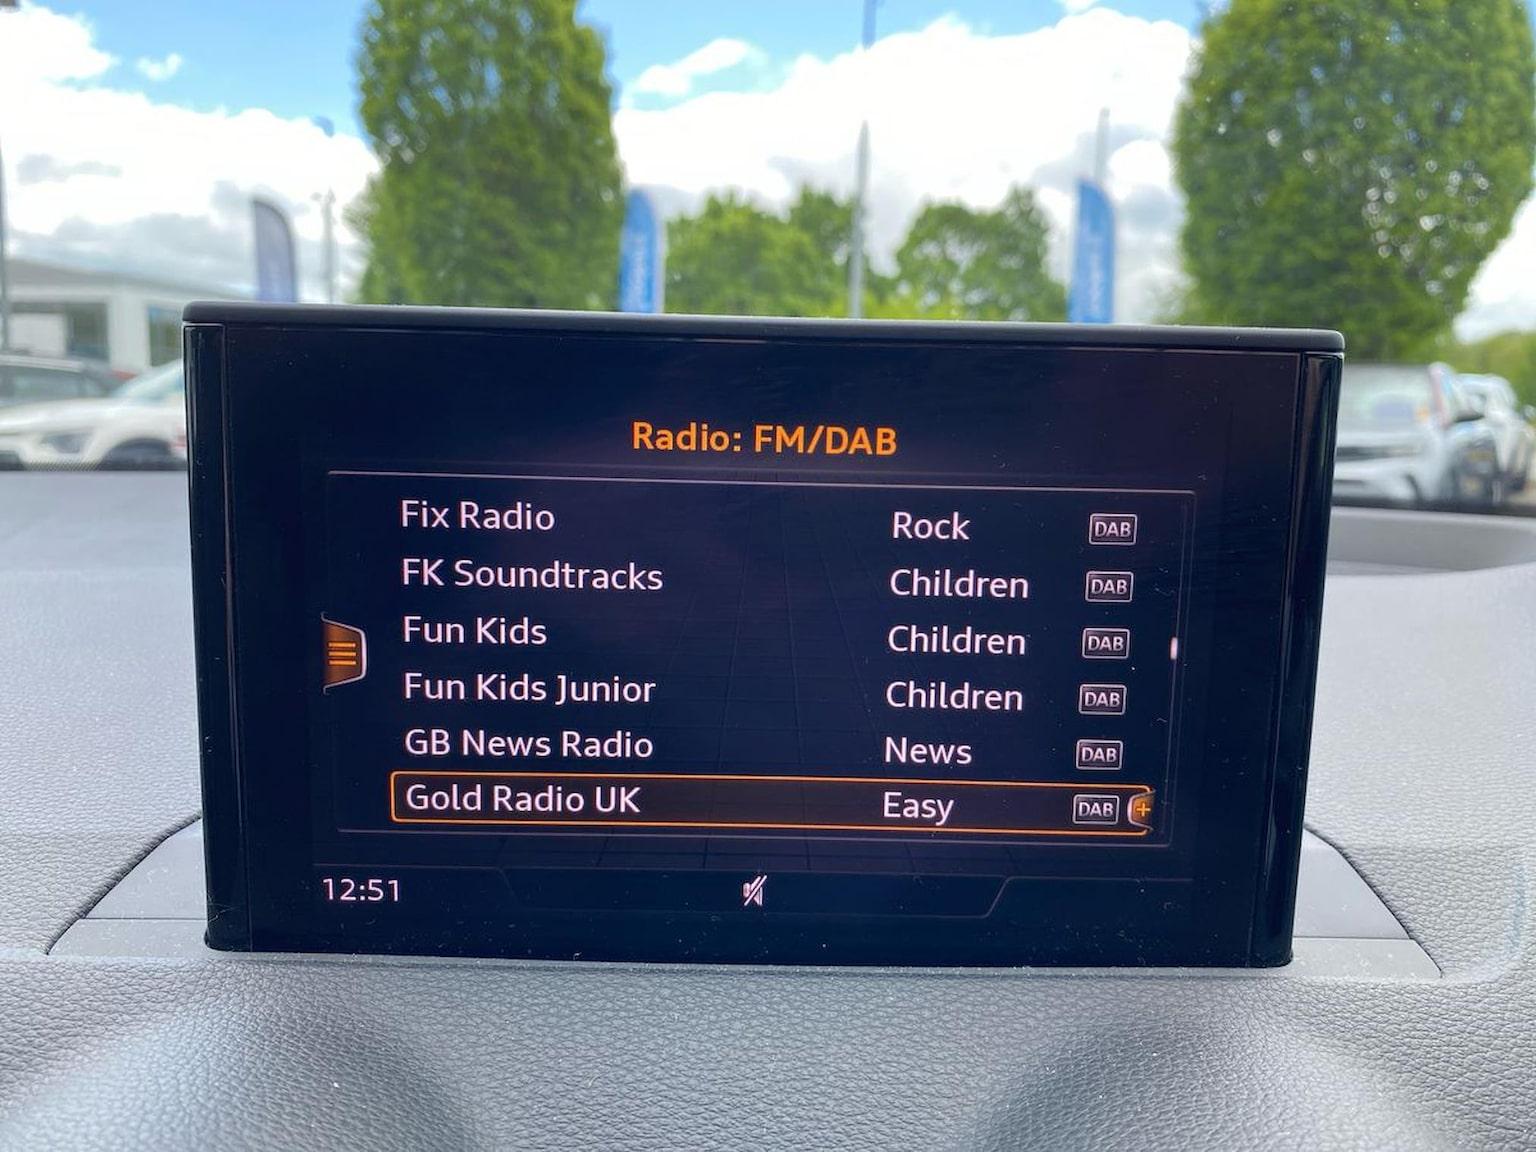 Radio: FM/DAB
Fix Radio Rock DAB
FK Soundtracks Children DAB
Fun Kids Children DAB
Fun Kids Junior Children DAB
GB News Radio News DAB
Gold Radio UK Easy DAB +
12:51